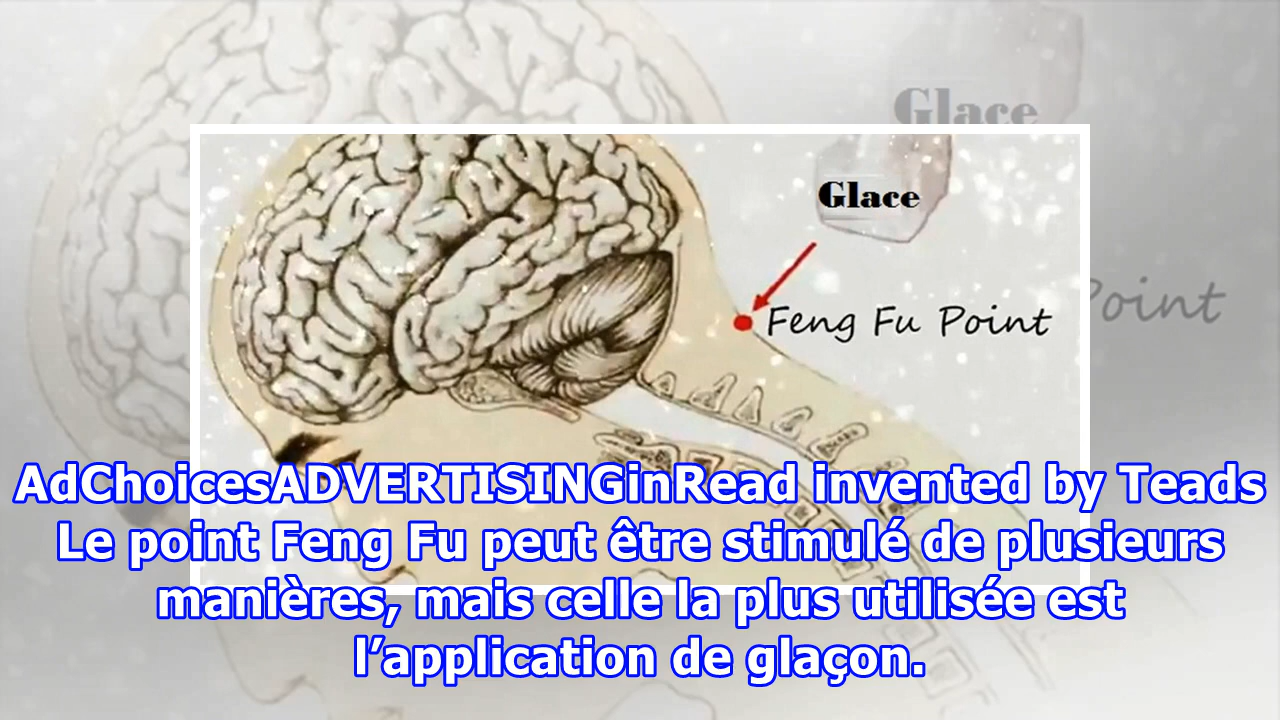 Glace
Glace
Feng Fu Point
Point
AdChoicesADVERTISINGinRead invented by Teads
Le point Feng Fu peut être stimulé de plusieurs
manières, mais celle la plus utilisée est
l’application de glaçon.